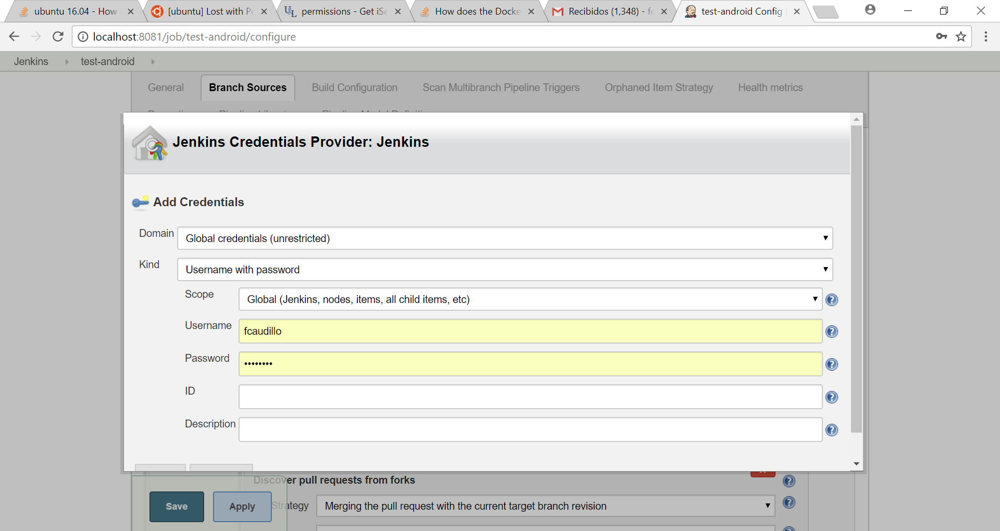 ubuntu 16.04 - How
[ubuntu] Lost with Pe
permissions - Get iSe
How does the Docke
Recibidos (1,348) - fc
test-android Config
localhost:8081/job/test-android/configure
Jenkins
test-android
General
Branch Sources
Build Configuration
Scan Multibranch Pipeline Triggers
Orphaned Item Strategy
Health metrics
Jenkins Credentials Provider: Jenkins
Add Credentials
Domain
Global credentials (unrestricted)
Kind
Username with password
Scope
Global (Jenkins, nodes, items, all child items, etc)
Username
fcaudillo
Password
••••••••
ID
Description
Discover pull requests from forks
Save
Apply
Strategy
Merging the pull request with the current target branch revision